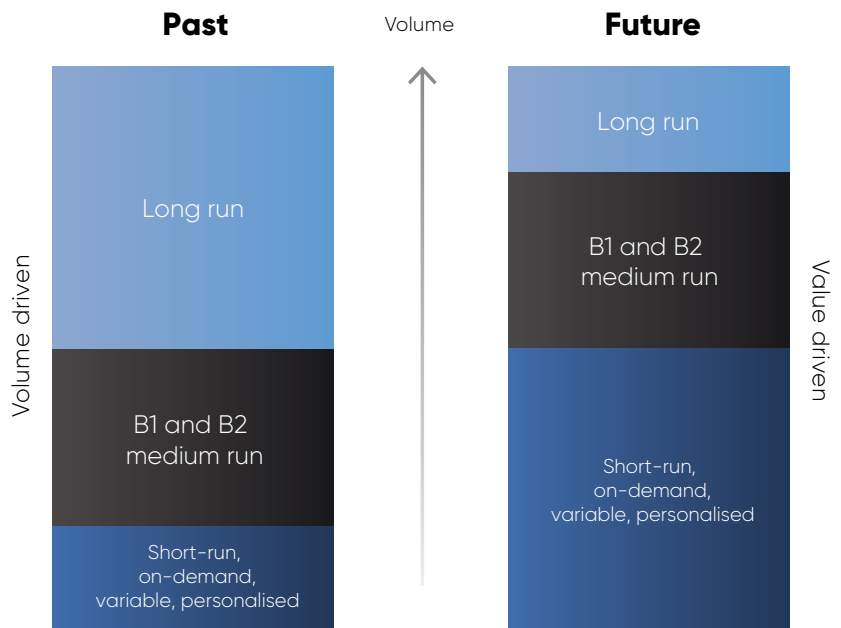 Past
Volume
Future
Volume driven
Long run
B1 and B2
medium run
Short-run,
on-demand,
variable, personalised
Long run
B1 and B2
medium run
Short-run,
on-demand,
variable, personalised
Value driven